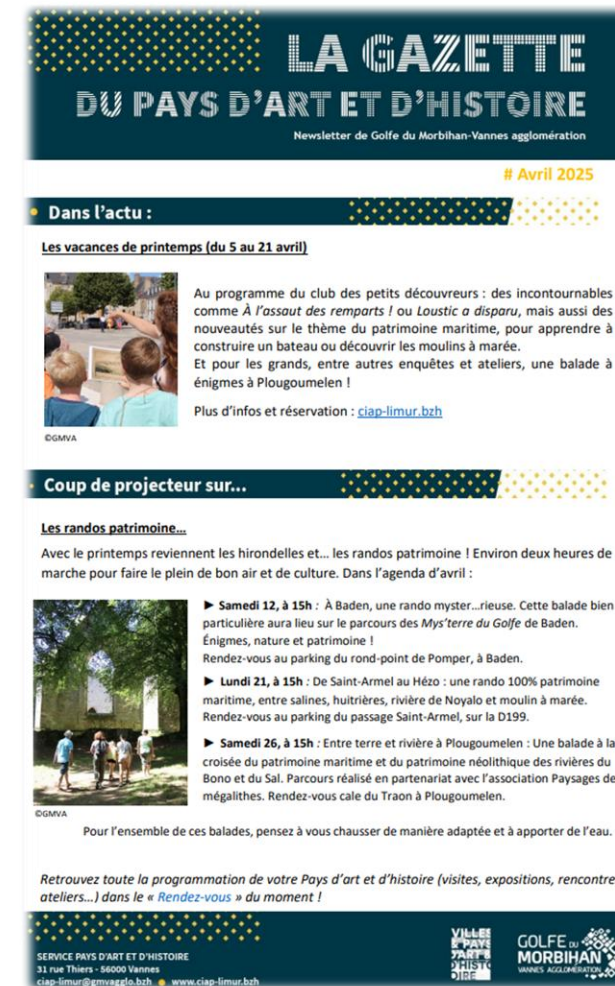 LA GAZETTE
DU PAYS D'ART ET D'HISTOIRE
Newsletter de Golfe du Morbihan-Vannes agglomération
# Avril 2025
Dans l'actu :
Les vacances de printemps (du 5 au 21 avril)
Au programme du club des petits découvreurs : des incontournables
comme À l'assaut des remparts ! ou Loustic a disparu, mais aussi des
nouveautés sur le thème du patrimoine maritime, pour apprendre à
construire un bateau ou découvrir les moulins à marée.
Et pour les grands, entre autres enquêtes et ateliers, une balade à
énigmes à Plougoumelen !
Plus d'infos et réservation : ciap-limur.bzh
©GMVA
Coup de projecteur sur...
Les randos patrimoine...
Avec le printemps reviennent les hirondelles et... les randos patrimoine ! Environ deux heures de
marche pour faire le plein de bon air et de culture. Dans l'agenda d'avril :
► Samedi 12, à 15h : À Baden, une rando myster...rieuse. Cette balade bien
particulière aura lieu sur le parcours des Mys'terre du Golfe de Baden.
Énigmes, nature et patrimoine !
Rendez-vous au parking du rond-point de Pomper, à Baden.
► Lundi 21, à 15h : De Saint-Armel au Hézo : une rando 100% patrimoine
maritime, entre salines, huitrières, rivière de Noyalo et moulin à marée.
Rendez-vous au parking du passage Saint-Armel, sur la D199.
► Samedi 26, à 15h : Entre terre et rivière à Plougoumelen : Une balade à la
croisée du patrimoine maritime et du patrimoine néolithique des rivières du
Bono et du Sal. Parcours réalisé en partenariat avec l'association Paysages de
mégalithes. Rendez-vous cale du Traon à Plougoumelen.
©GMVA
Pour l'ensemble de ces balades, pensez à vous chausser de manière adaptée et à apporter de l'eau.
Retrouvez toute la programmation de votre Pays d'art et d'histoire (visites, expositions, rencontre
ateliers...) dans le « Rendez-vous » du moment !
SERVICE PAYS D'ART ET D'HISTOIRE
31 rue Thiers - 56000 Vannes
ciap-limur@gmvagglo.bzh ● www.ciap-limur.bzh
VILLES
& PAYS
D'ART &
D'HISTO
IRE
GOLFE DU
MORBIHAN
VANNES AGGLOMÉRATION